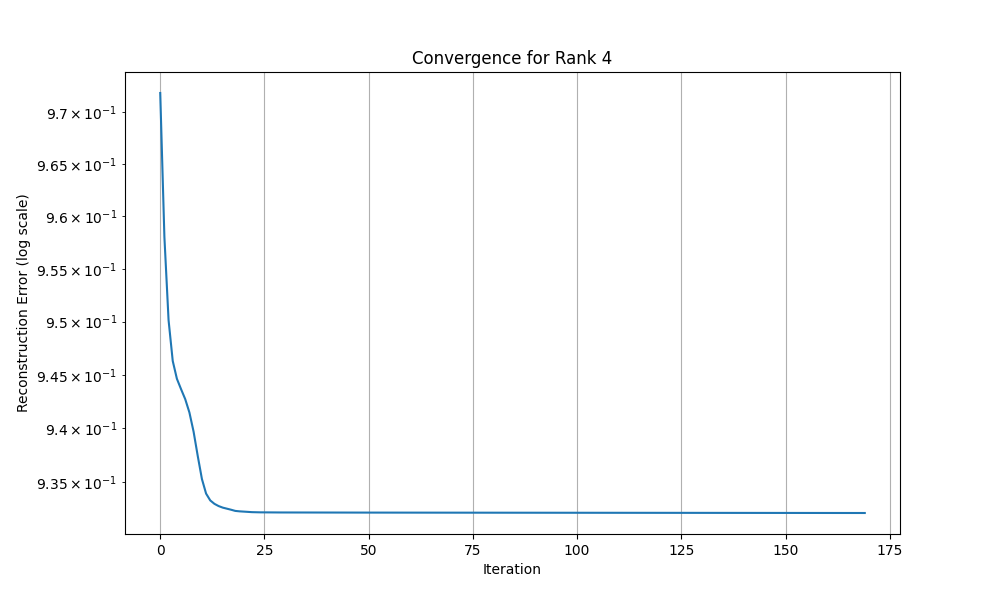 Convergence for Rank 4
Reconstruction Error (log scale)
9.7 × 10⁻¹
9.65 × 10⁻¹
9.6 × 10⁻¹
9.55 × 10⁻¹
9.5 × 10⁻¹
9.45 × 10⁻¹
9.4 × 10⁻¹
9.35 × 10⁻¹
0 25 50 75 100 125 150 175
Iteration